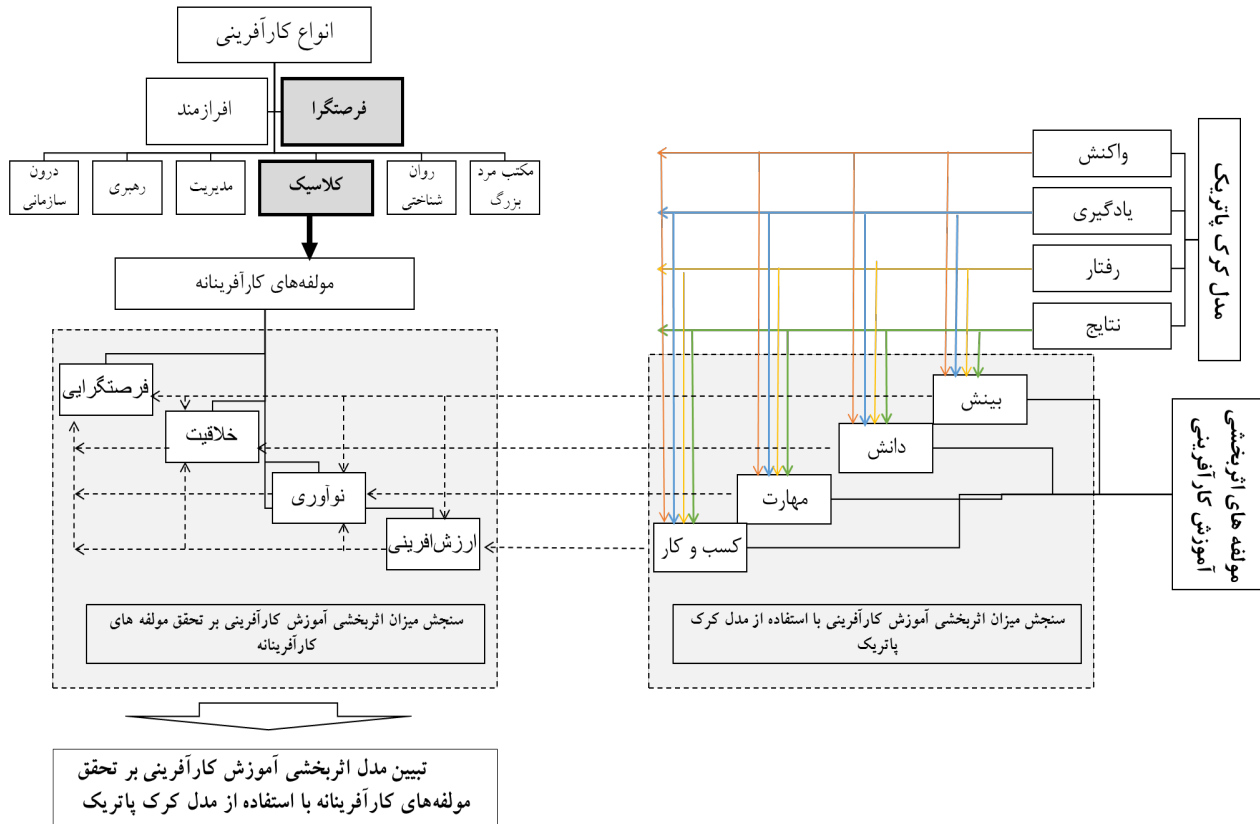 انواع کارآفرینی
فرصتگرا
افرازمند
مکتب مرد
بزرگ
روان
شناختی
کلاسیک
مدیریت
رهبری
درون
سازمانی
مولفه‌های کارآفرینانه
مدل کرک پاتریک
واکنش
یادگیری
رفتار
نتایج
مولفه های اثربخشی
آموزش کارآفرینی
بینش
دانش
مهارت
کسب و کار
سنجش میزان اثربخشی آموزش کارآفرینی با استفاده از مدل کرک
پاتریک
فرصتگرایی
خلاقیت
نوآوری
ارزش‌افرینی
سنجش میزان اثربخشی آموزش کارآفرینی بر تحقق مولفه های
کارآفرینانه
تبیین مدل اثربخشی آموزش کارآفرینی بر تحقق
مولفه‌های کارآفرینانه با استفاده از مدل کرک پاتریک